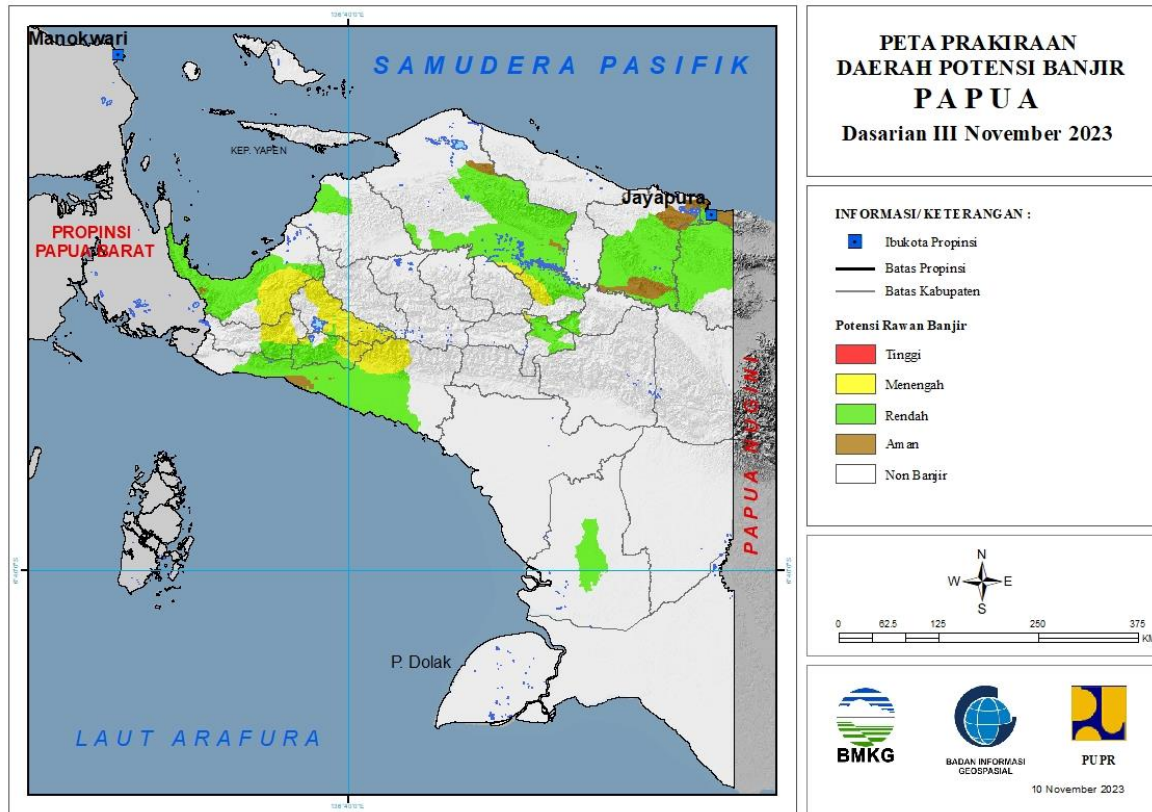 Manokwari
SAMUDERA PASIFIK
KEP. YAPEN
Jayapura
PROPINSI
PAPUA BARAT
PAPUA NUGINI
P. Dolak
LAUT ARAFURA
PETA PRAKIRAAN
DAERAH POTENSI BANJIR
PAPUA
Dasarian III November 2023
INFORMASI/ KETERANGAN :
Ibukota Propinsi
Batas Propinsi
Batas Kabupaten
Potensi Rawan Banjir
Tinggi
Menengah
Rendah
Aman
Non Banjir
N
W E
S
0 62.5 125 250 375
KM
BMKG
BADAN INFORMASI
GEOSPASIAL
PUPR
10 November 2023